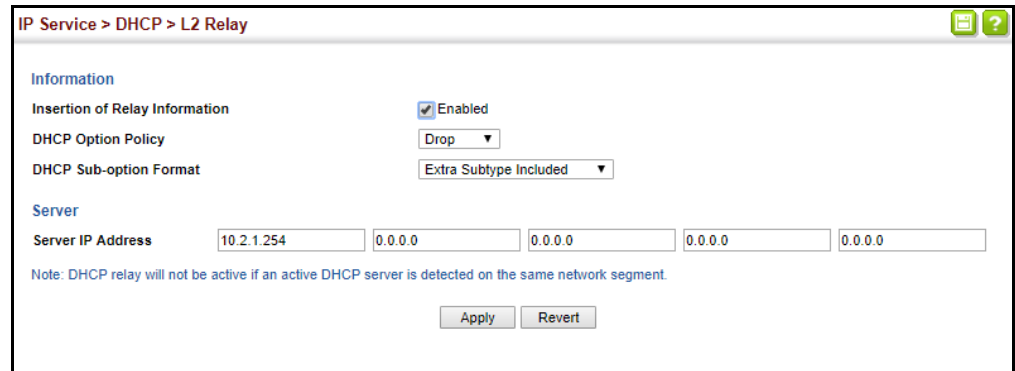 IP Service > DHCP > L2 Relay
Information
Insertion of Relay Information Enabled
DHCP Option Policy Drop
DHCP Sub-option Format Extra Subtype Included
Server
Server IP Address 10.2.1.254 0.0.0.0 0.0.0.0 0.0.0.0 0.0.0.0
Note: DHCP relay will not be active if an active DHCP server is detected on the same network segment.
Apply Revert